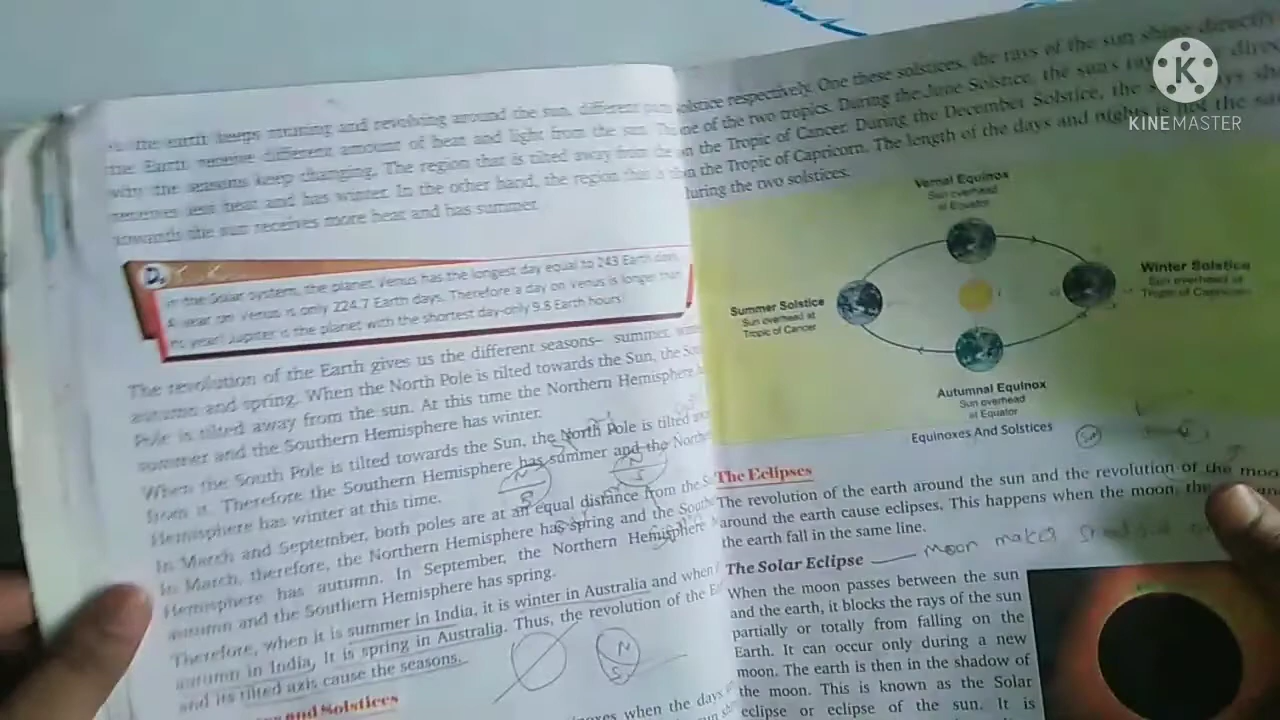 the earth keeps rotating and revolving around the sun, different
the Earth receive different amount of heat and light from the sun.
why the seasons keep changing. The region that is tilted away from the
receives less heat and has winter. In the other hand, the region that
towards the sun receives more heat and has summer.
In the Solar system, the planet Venus has the longest day equal to 243 Earth days.
A year on Venus is only 224.7 Earth days. Therefore a day on Venus is longer than
its year! Jupiter is the planet with the shortest day-only 9.8 Earth hours!
The revolution of the Earth gives us the different seasons- summer,
autumn and spring. When the North Pole is tilted towards the Sun, the
Pole is tilted away from the sun. At this time the Northern Hemisphere
summer and the Southern Hemisphere has winter.
When the South Pole is tilted towards the Sun, the North Pole is tilted
from it. Therefore the Southern Hemisphere has summer and the
Hemisphere has winter at this time.
In March and September, both poles are at an equal distance from the
In March, therefore, the Northern Hemisphere has spring and the
Hemisphere has autumn. In September, the Northern Hemisphere
autumn and the Southern Hemisphere has spring.
Therefore, when it is summer in India, it is winter in Australia and when
autumn in India, It is spring in Australia. Thus, the revolution of the
and its tilted axis cause the seasons.
and Solstices
when the days
N
S
N
S
N
S
solstice respectively. One these solstices, the rays of the sun shine directly
one of the two tropics. During the June Solstice, the sun's
on the Tropic of Cancer. During the December Solstice, the
on the Tropic of Capricorn. The length of the days and nights is not the
during the two solstices.
Vernal Equinox
Sun overhead
at Equator
Winter Solstice
Sun overhead at
Tropic of Capricorn
Summer Solstice
Sun overhead at
Tropic of Cancer
Autumnal Equinox
Sun overhead
at Equator
Equinoxes And Solstices
The Eclipses
The revolution of the earth around the sun and the revolution of the moon
around the earth cause eclipses. This happens when the moon, the
the earth fall in the same line.
The Solar Eclipse
moon makes
When the moon passes between the sun
and the earth, it blocks the rays of the sun
partially or totally from falling on the
Earth. It can occur only during a new
moon. The earth is then in the shadow of
the moon. This is known as the Solar
eclipse or eclipse of the sun. It is
K
KINEMASTER